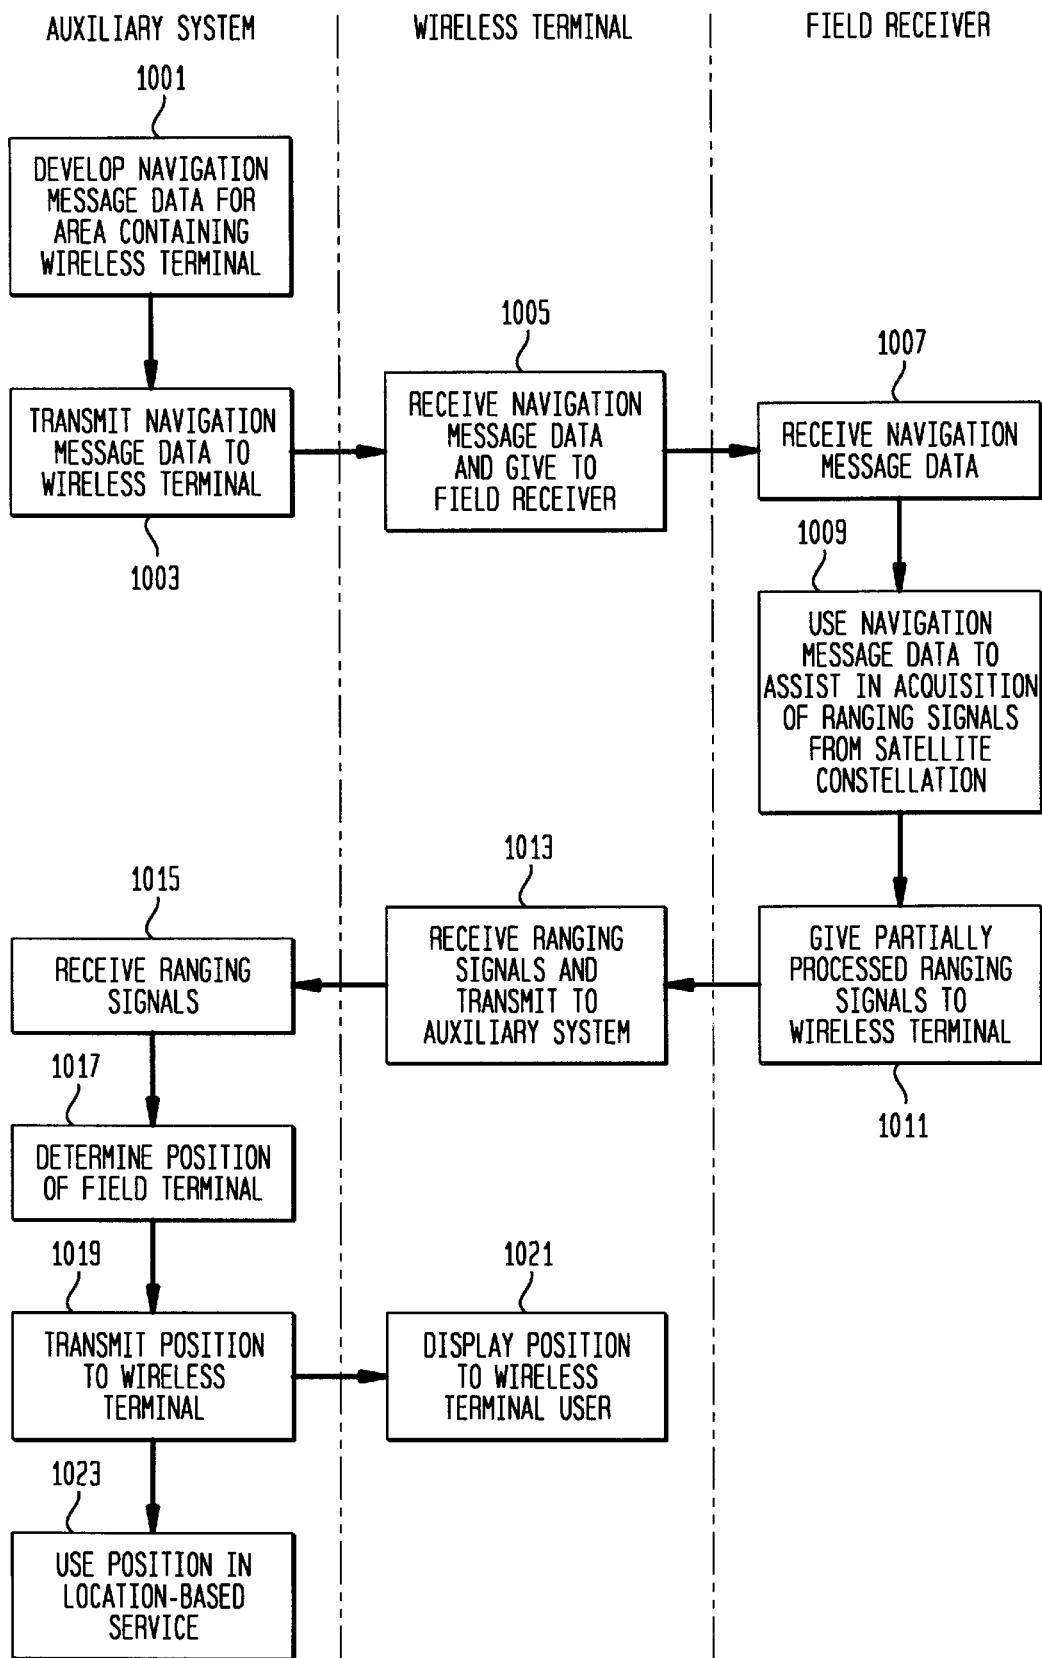 AUXILIARY SYSTEM
WIRELESS TERMINAL
FIELD RECEIVER
1001
DEVELOP NAVIGATION
MESSAGE DATA FOR
AREA CONTAINING
WIRELESS TERMINAL
TRANSMIT NAVIGATION
MESSAGE DATA TO
WIRELESS TERMINAL
1003
1005
RECEIVE NAVIGATION
MESSAGE DATA
AND GIVE TO
FIELD RECEIVER
1007
RECEIVE NAVIGATION
MESSAGE DATA
1009
USE NAVIGATION
MESSAGE DATA TO
ASSIST IN ACQUISITION
OF RANGING SIGNALS
FROM SATELLITE
CONSTELLATION
GIVE PARTIALLY
PROCESSED RANGING
SIGNALS TO
WIRELESS TERMINAL
1011
1013
RECEIVE RANGING
SIGNALS AND
TRANSMIT TO
AUXILIARY SYSTEM
1015
RECEIVE RANGING
SIGNALS
1017
DETERMINE POSITION
OF FIELD TERMINAL
1019
TRANSMIT POSITION
TO WIRELESS
TERMINAL
1021
DISPLAY POSITION
TO WIRELESS
TERMINAL USER
1023
USE POSITION IN
LOCATION-BASED
SERVICE